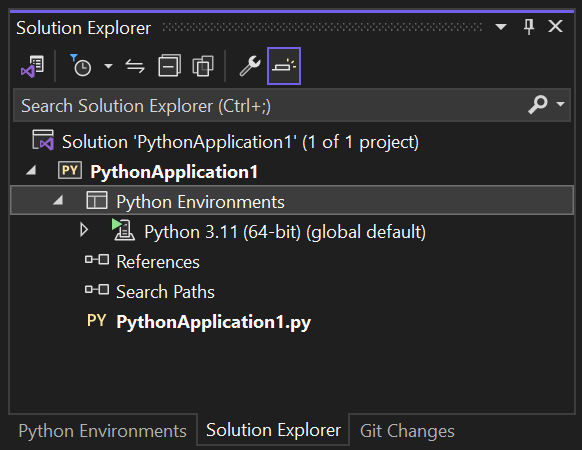 Solution Explorer
Search Solution Explorer (Ctrl+;)
Solution 'PythonApplication1' (1 of 1 project)
PY PythonApplication1
Python Environments
Python 3.11 (64-bit) (global default)
References
Search Paths
PY PythonApplication1.py
Python Environments Solution Explorer Git Changes